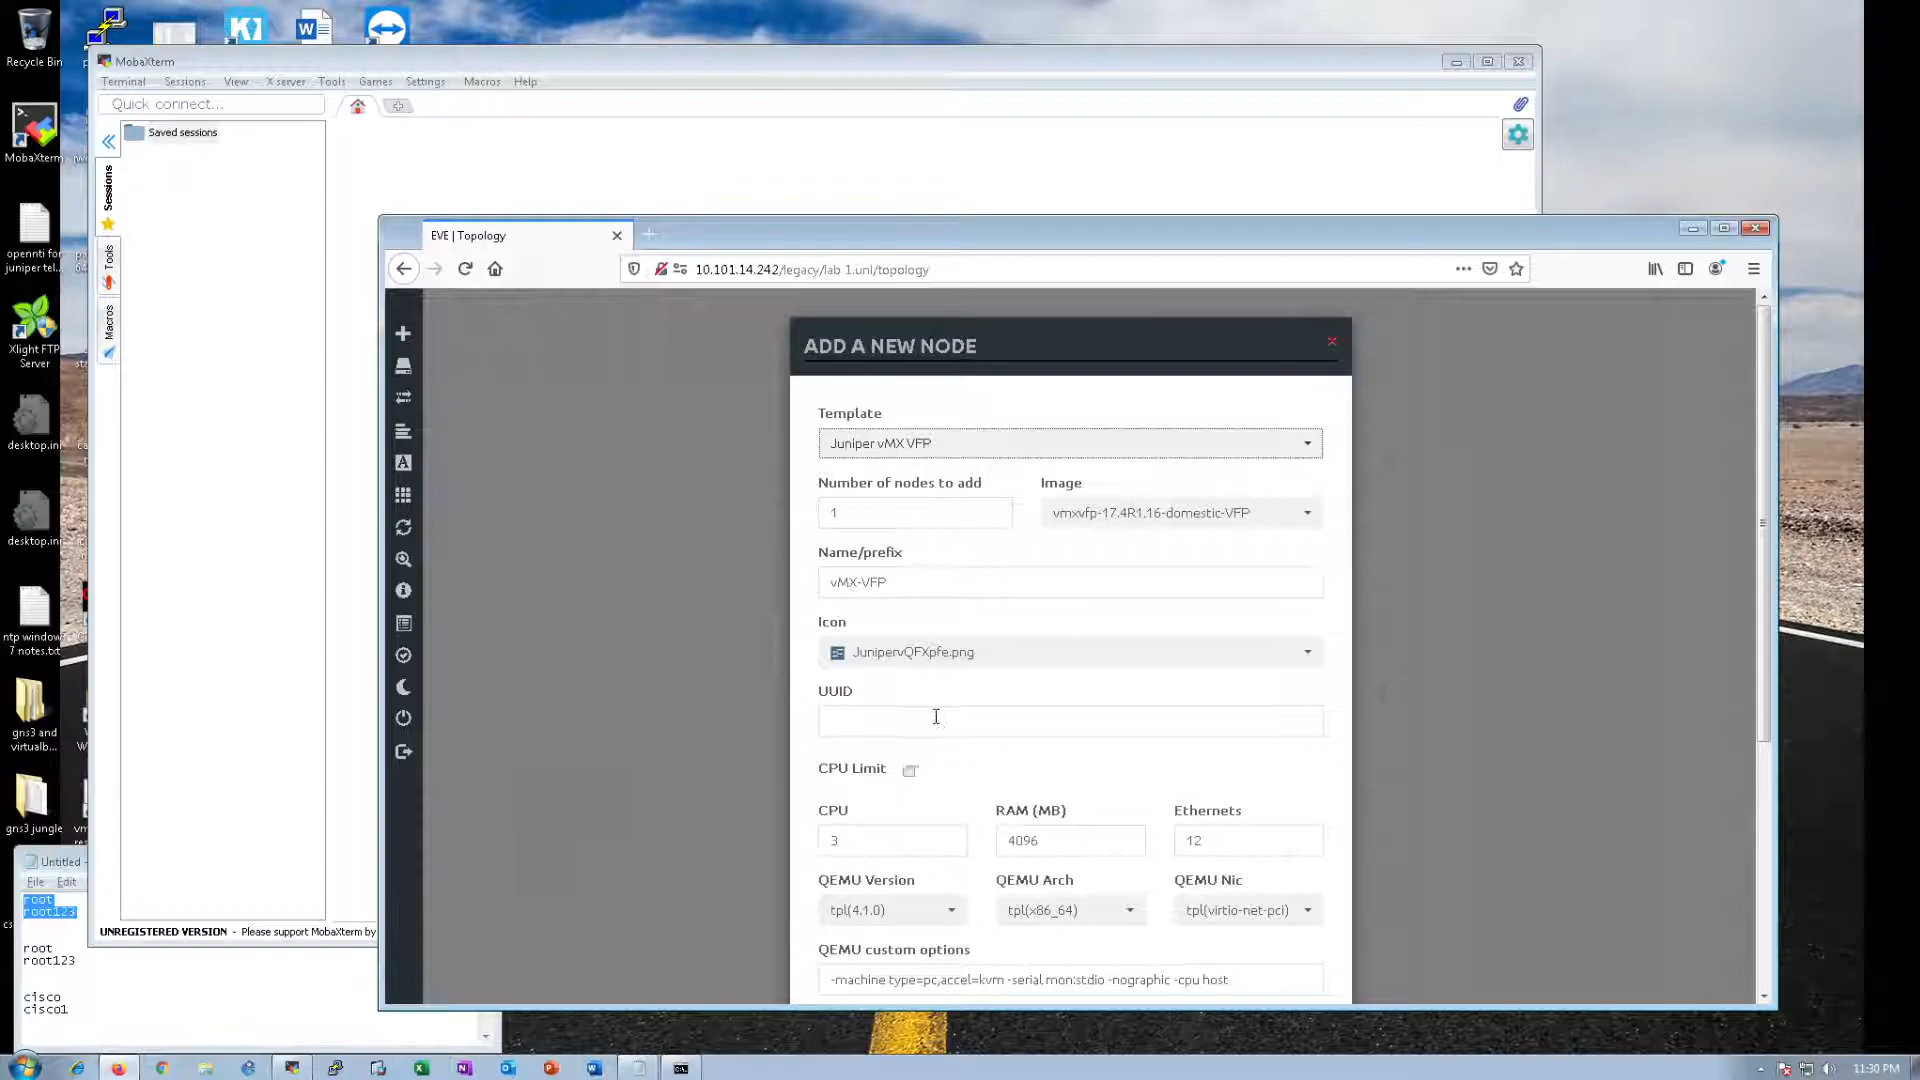 Recycle Bin
MobaXterm
openntí for
juniper tel...
Xlight FTP
Server
desktop.ini
desktop.ini
ntp window
7 notes.txt
gns3 and
virtualb...
gns3 jungle
MobaXterm
Terminal Sessions View X server Tools Games Settings Macros Help
Quick connect...
Saved sessions
Sessions
Tools
Macros
UNREGISTERED VERSION - Please support MobaXterm by
EVE | Topology
10.101.14.242/legacy/lab 1.unl/topology
ADD A NEW NODE
Template
Juniper vMX VFP
Number of nodes to add Image
1 vmxvfp-17.4R1.16-domestic-VFP
Name/prefix
vMX-VFP
Icon
JunipervQFXpfe.png
UUID
CPU Limit
CPU RAM (MB) Ethernets
3 4096 12
QEMU Version QEMU Arch QEMU Nic
tpl(4.1.0) tpl(x86_64) tpl(virtio-net-pci)
QEMU custom options
-machine type=pc,accel=kvm -serial mon:stdio -nographic -cpu host
Untitled -
File Edit
root
root123
root
root123
cisco
cisco1
11:30 PM